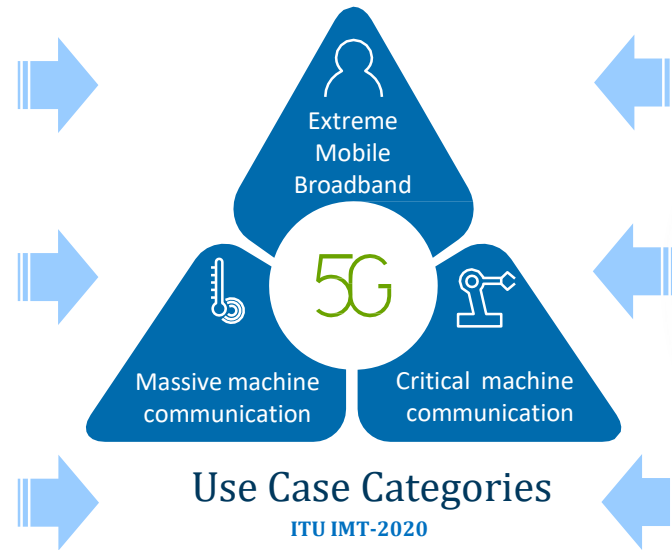 Extreme
Mobile
Broadband
5G
Massive machine
communication
Critical machine
communication
Use Case Categories
ITU IMT-2020